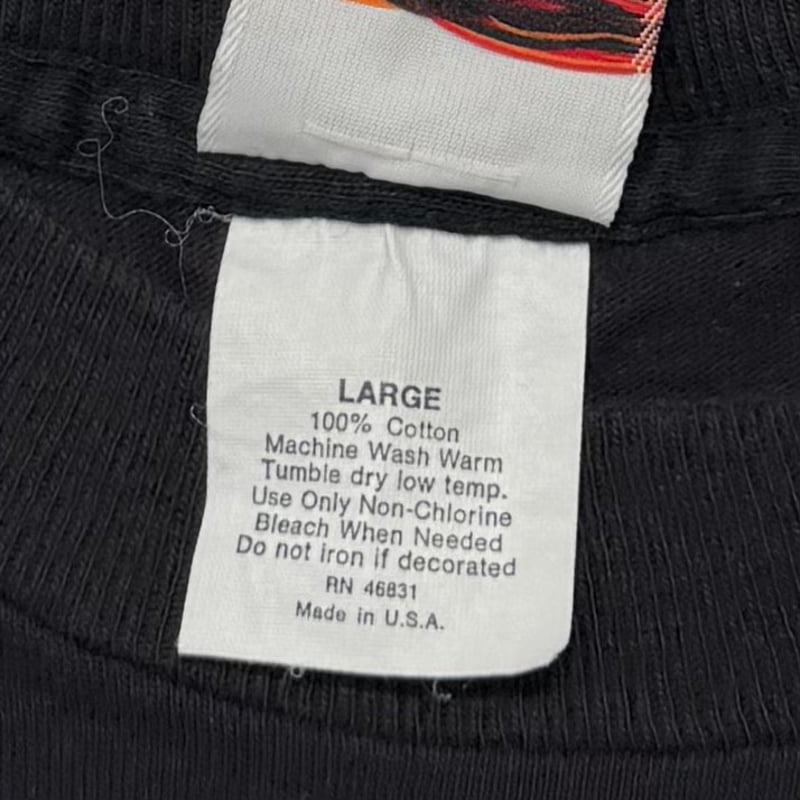 LARGE
100% Cotton
Machine Wash Warm
Tumble dry low temp.
Use Only Non-Chlorine
Bleach When Needed
Do not iron if decorated
RN 46831
Made in U.S.A.